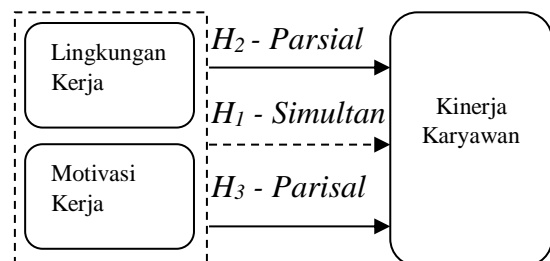 Lingkungan
Kerja
H2 - Parsial
H1 - Simultan
Motivasi
Kerja
H3 - Parisal
Kinerja
Karyawan